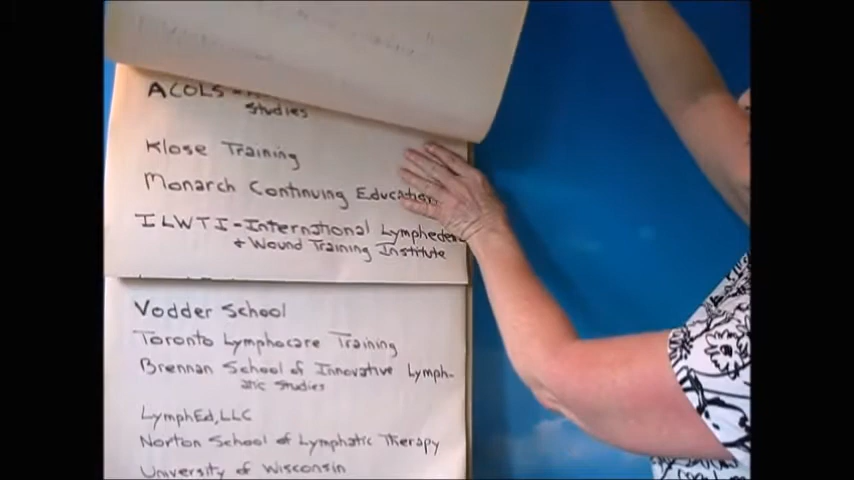 ACOLS -
Studies
Klose Training
Monarch Continuing Education
ILWTI - International Lymphedema
+ Wound Training Institute
Vodder School
Toronto Lymphocare Training
Brennan School of Innovative Lymph-
atic Studies
LymphEd, LLC
Norton School of Lymphatic Therapy
University of Wisconsin